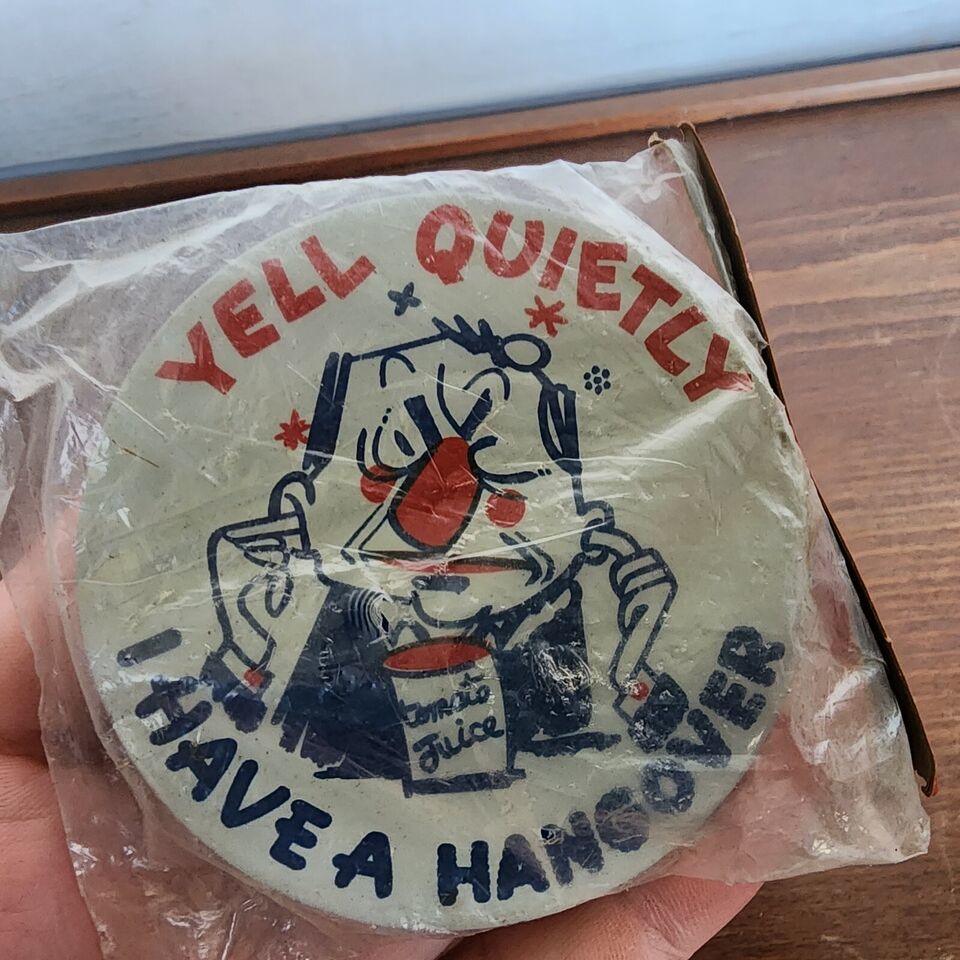 YELL QUIETLY
tomato
Juice
I HAVE A HANGOVER